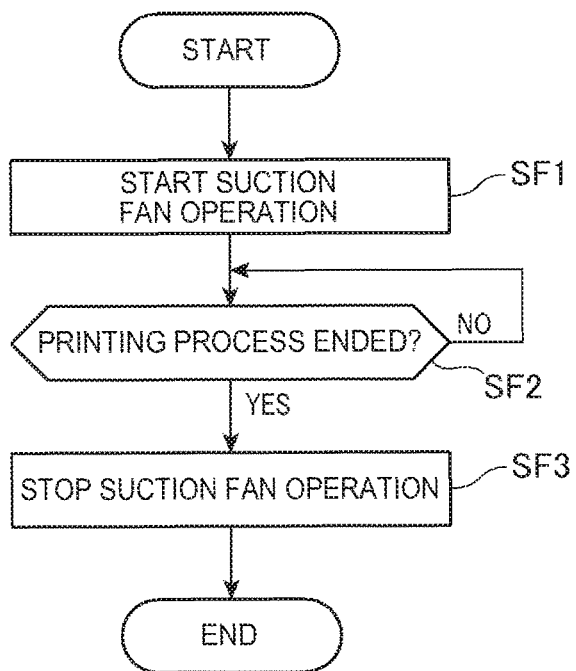 START
START SUCTION
FAN OPERATION
SF1
PRINTING PROCESS ENDED?
NO
SF2
YES
STOP SUCTION FAN OPERATION
SF3
END